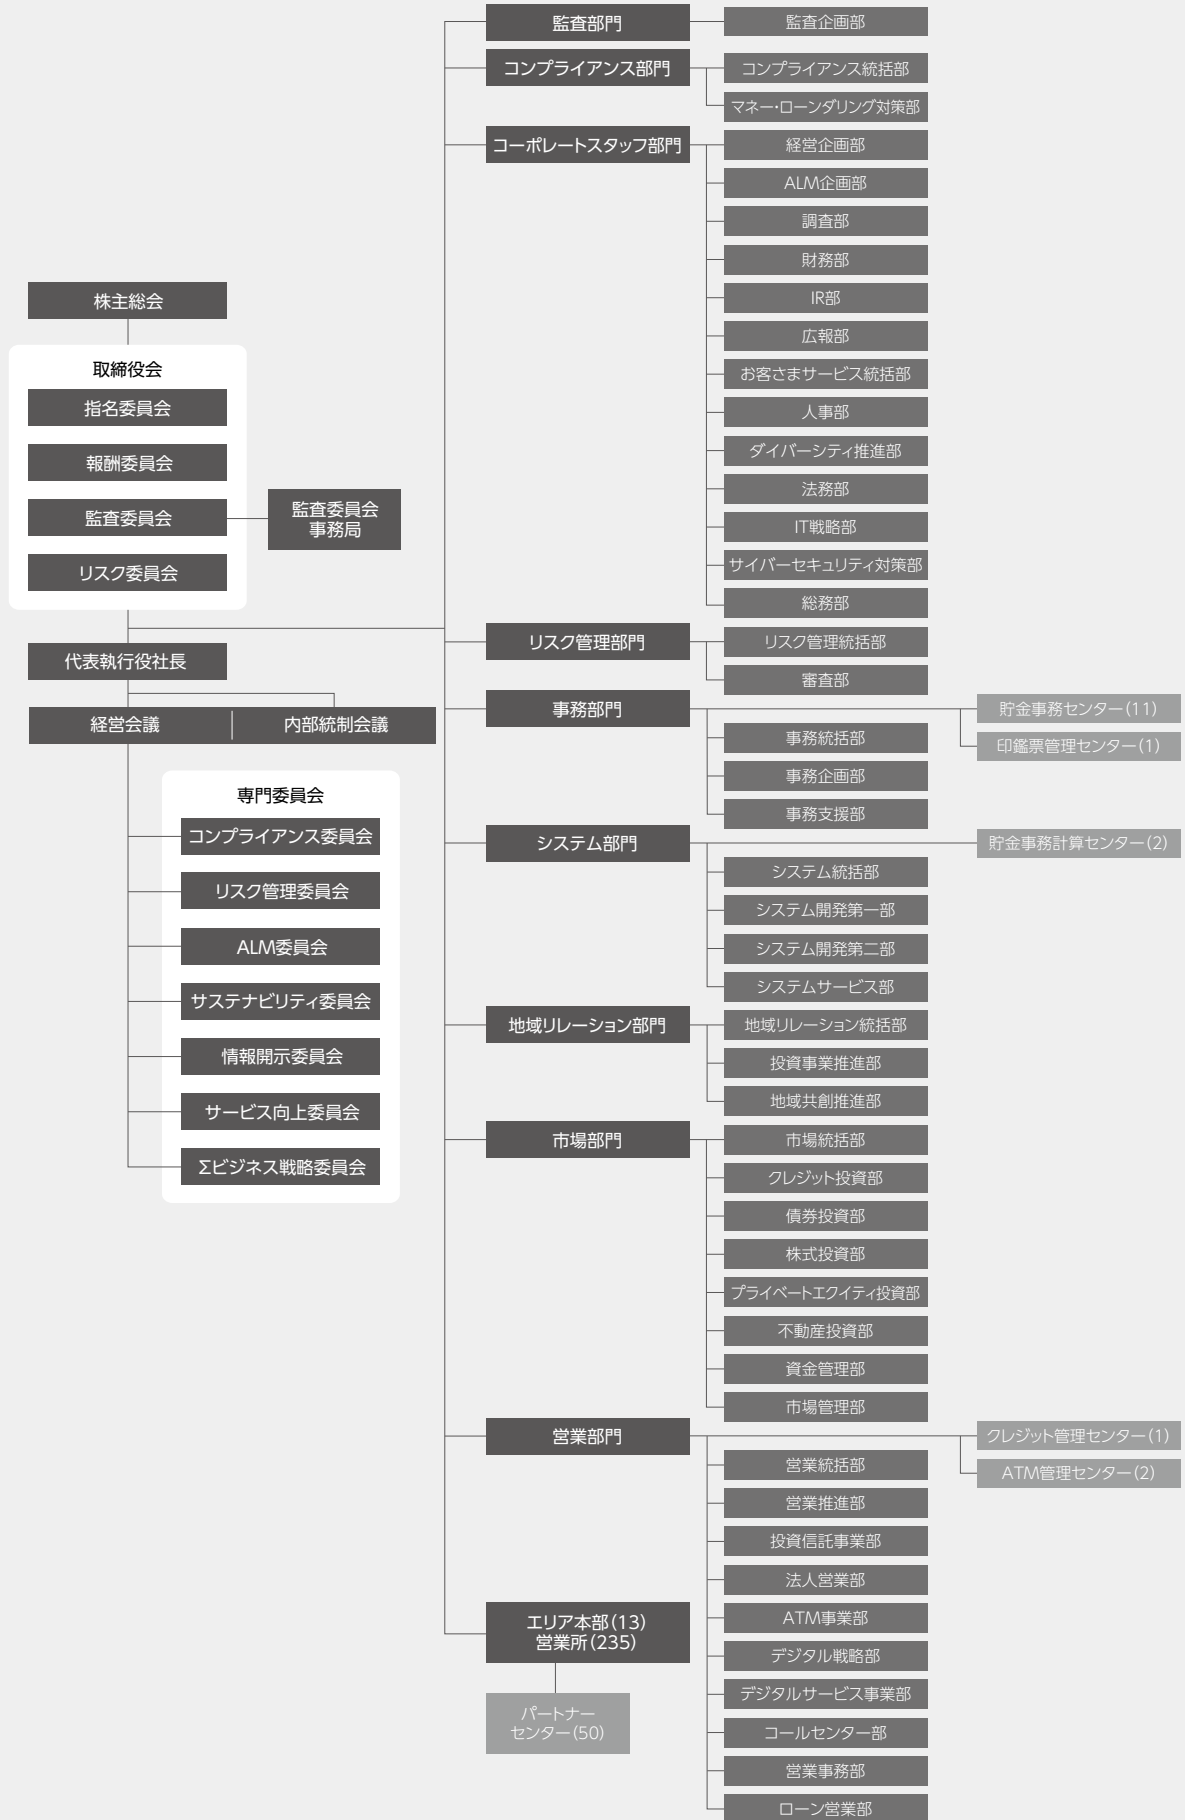 株主総会
取締役会
指名委員会
報酬委員会
監査委員会
監査委員会
事務局
リスク委員会
代表執行役社長
経営会議
内部統制会議
専門委員会
コンプライアンス委員会
リスク管理委員会
ALM委員会
サステナビリティ委員会
情報開示委員会
サービス向上委員会
Σビジネス戦略委員会
監査部門
監査企画部
コンプライアンス部門
コンプライアンス統括部
マネー・ローンダリング対策部
コーポレートスタッフ部門
経営企画部
ALM企画部
調査部
財務部
IR部
広報部
お客さまサービス統括部
人事部
ダイバーシティ推進部
法務部
IT戦略部
サイバーセキュリティ対策部
総務部
リスク管理部門
リスク管理統括部
審査部
事務部門
貯金事務センター(11)
印鑑票管理センター(1)
事務統括部
事務企画部
事務支援部
システム部門
貯金事務計算センター(2)
システム統括部
システム開発第一部
システム開発第二部
システムサービス部
地域リレーション部門
地域リレーション統括部
投資事業推進部
地域共創推進部
市場部門
市場統括部
クレジット投資部
債券投資部
株式投資部
プライベートエクイティ投資部
不動産投資部
資金管理部
市場管理部
営業部門
クレジット管理センター(1)
ATM管理センター(2)
営業統括部
営業推進部
投資信託事業部
法人営業部
ATM事業部
デジタル戦略部
デジタルサービス事業部
コールセンター部
営業事務部
ローン営業部
エリア本部(13)
営業所(235)
パートナー
センター(50)